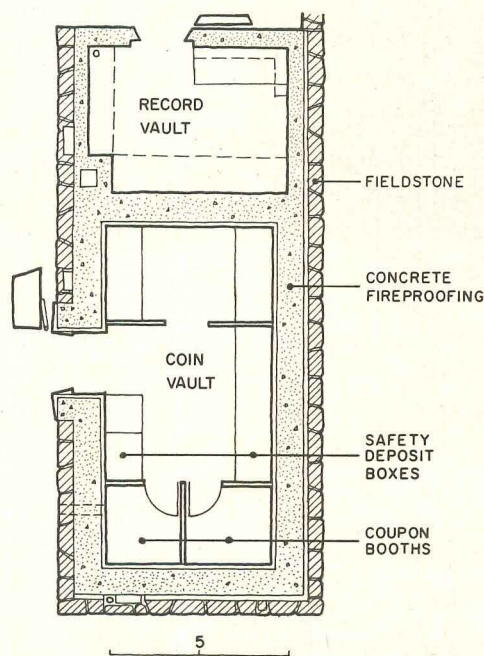 RECORD
VAULT
FIELDSTONE
CONCRETE
FIREPROOFING
COIN
VAULT
SAFETY
DEPOSIT
BOXES
COUPON
BOOTHS
5